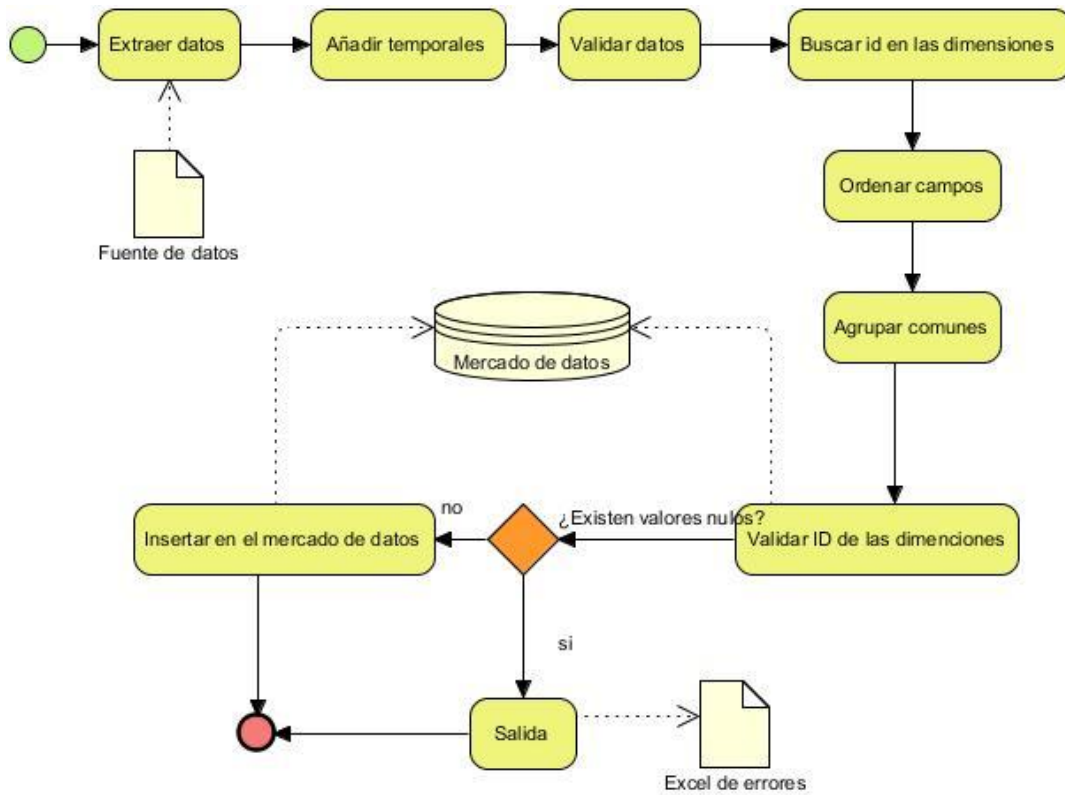 Extraer datos
Añadir temporales
Validar datos
Buscar id en las dimensiones
Fuente de datos
Ordenar campos
Agrupar comunes
Mercado de datos
Insertar en el mercado de datos
no
¿Existen valores nulos?
Validar ID de las dimenciones
si
Salida
Excel de errores